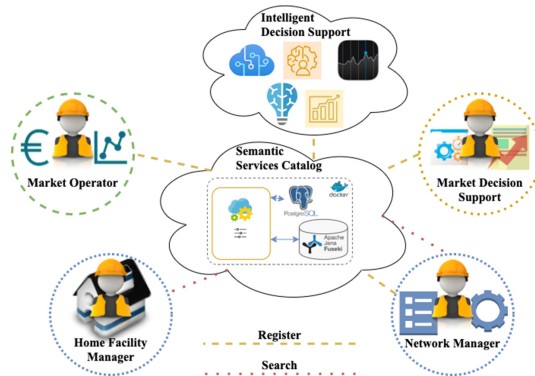 Intelligent
Decision Support
Semantic
Services Catalog
docker
PostgreSQL
Apache
Jena
Fuseki
Market Operator
Market Decision
Support
Home Facility
Manager
Network Manager
Register
Search